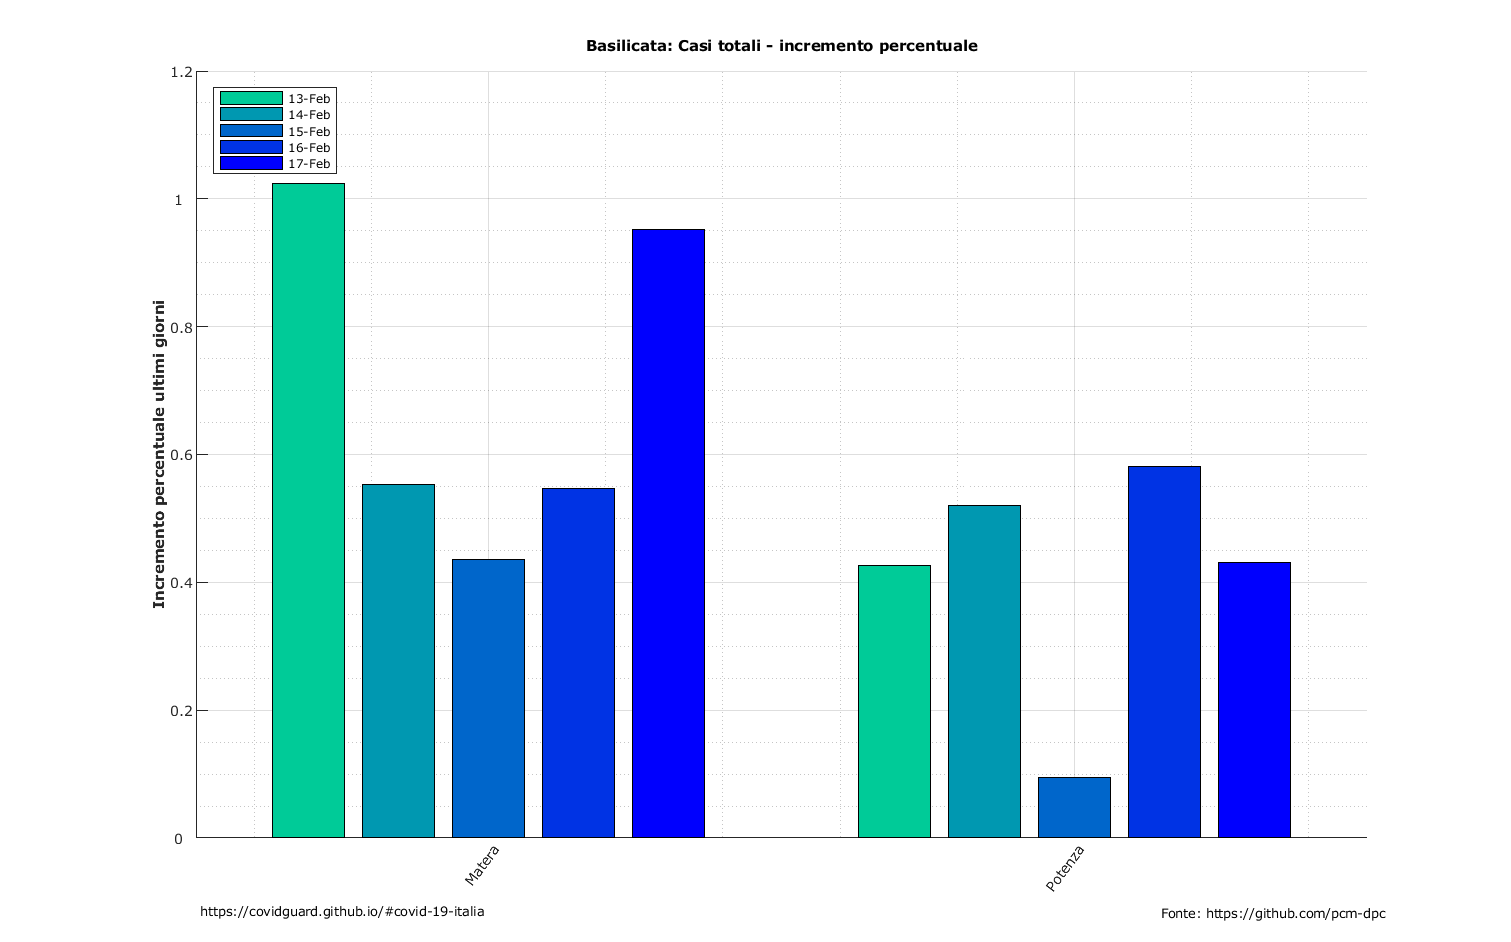 Basilicata: Casi totali - incremento percentuale
1.2
1
0.8
0.6
0.4
0.2
0
Incremento percentuale ultimi giorni
13-Feb
14-Feb
15-Feb
16-Feb
17-Feb
Matera
Potenza
https://covidguard.github.io/#covid-19-italia
Fonte: https://github.com/pcm-dpc